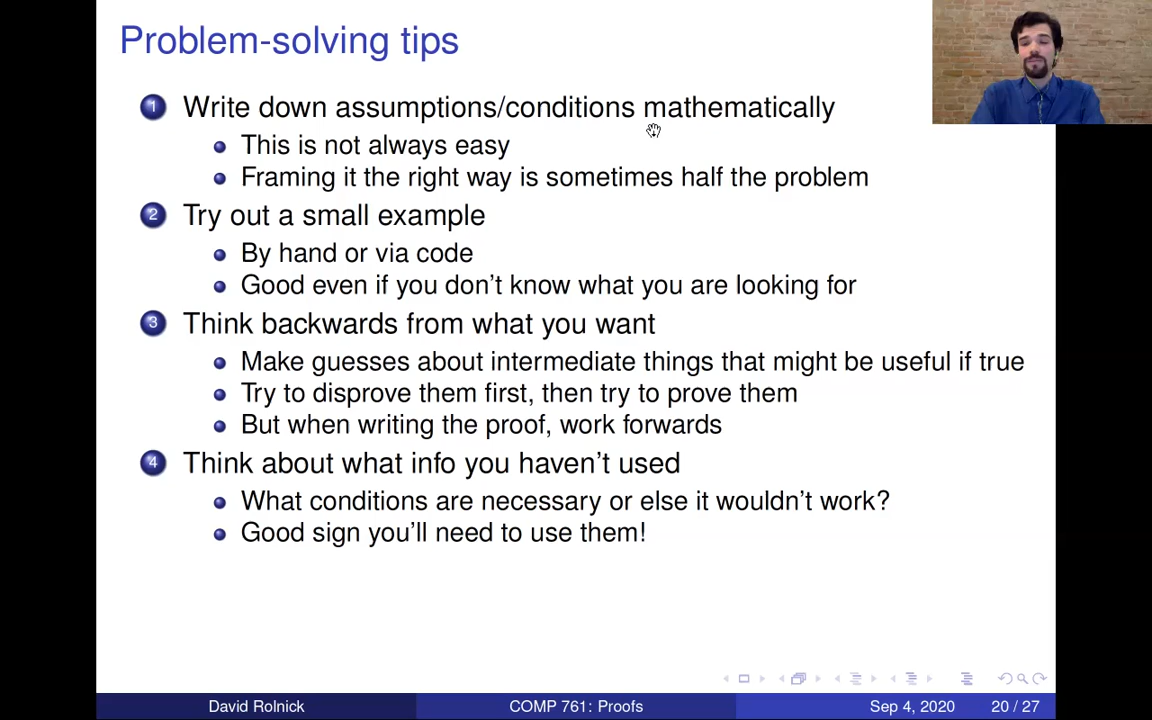 Problem-solving tips
1 Write down assumptions/conditions mathematically
This is not always easy
Framing it the right way is sometimes half the problem
2 Try out a small example
By hand or via code
Good even if you don't know what you are looking for
3 Think backwards from what you want
Make guesses about intermediate things that might be useful if true
Try to disprove them first, then try to prove them
But when writing the proof, work forwards
4 Think about what info you haven't used
What conditions are necessary or else it wouldn't work?
Good sign you'll need to use them!
David Rolnick COMP 761: Proofs Sep 4, 2020 20 / 27